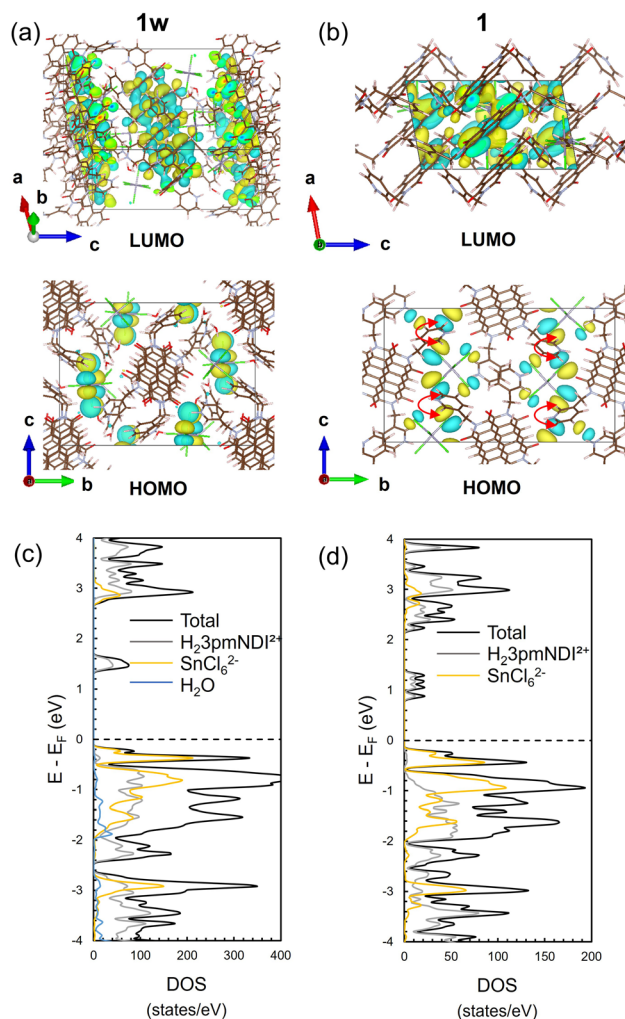 1w
1
(a)
(b)
a
b
c
LUMO
a
b
c
LUMO
c
a
b
HOMO
c
a
b
HOMO
(c)
(d)
4
3
2
1
0
-1
-2
-3
-4
E - E_F (eV)
Total
H₂3pmNDI²⁺
SnCl₆²⁻
H₂O
0 100 200 300 400
DOS
(states/eV)
4
3
2
1
0
-1
-2
-3
-4
E - E_F (eV)
Total
H₂3pmNDI²⁺
SnCl₆²⁻
0 50 100 150 200
DOS
(states/eV)